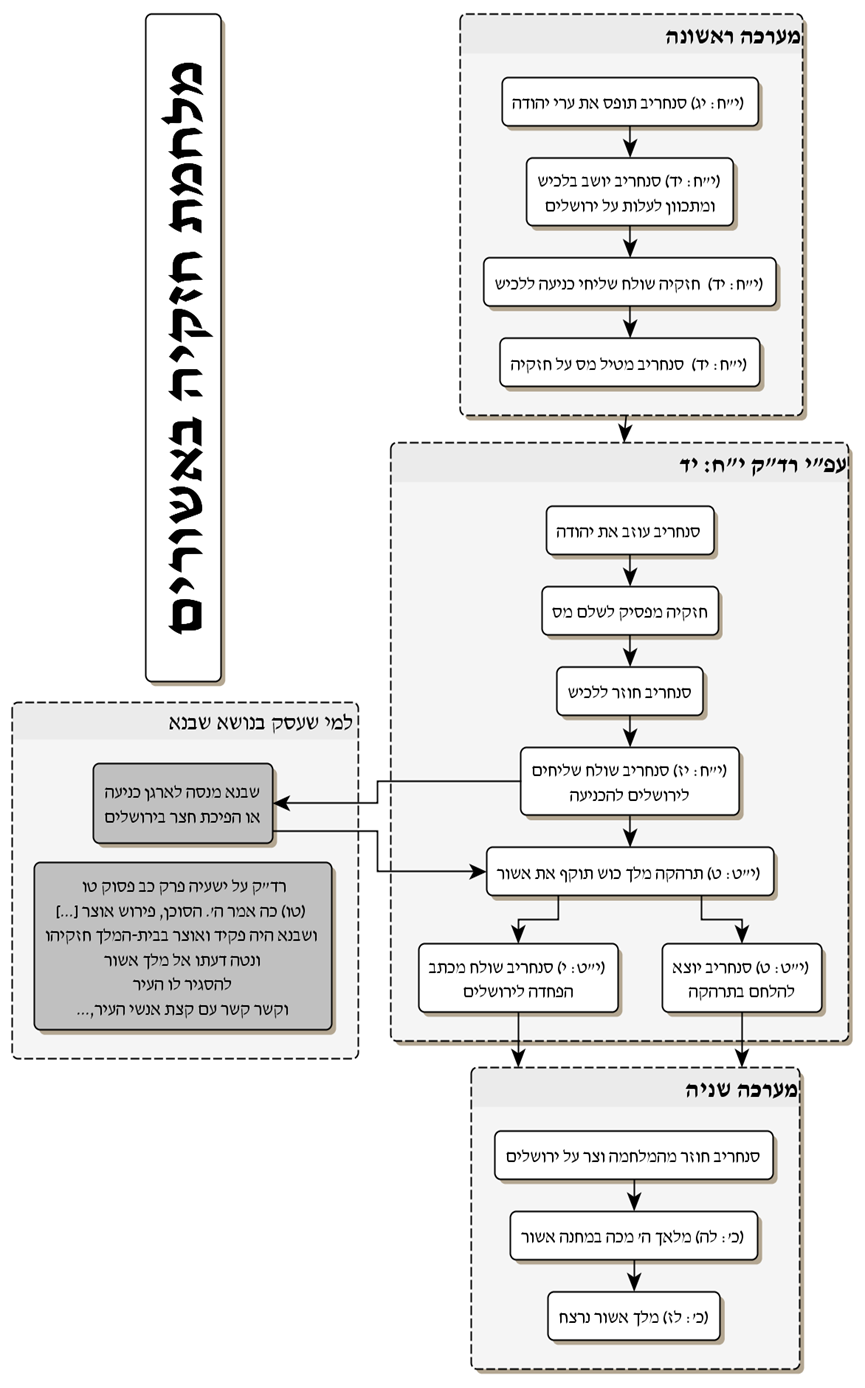 מלחמת חזקיה באשורים
מערכה ראשונה
(י״ח: יג) סנחריב תופס את ערי יהודה
(י״ח: יד) סנחריב יושב בלכיש
ומתכוון לעלות על ירושלים
(י״ח: יד) חזקיה שולח שליחי כניעה ללכיש
(י״ח: יד) סנחריב מטיל מס על חזקיה
עפ״י רד״ק י״ח: יד
סנחריב עוזב את יהודה
חזקיה מפסיק לשלם מס
סנחריב חוזר ללכיש
(י״ח: יז) סנחריב שולח שליחים
לירושלים להכניעה
(י״ט: ט) תרהקה מלך כוש תוקף את אשור
(י״ט: ט) סנחריב יוצא
להלחם בתרהקה
(י״ט: י) סנחריב שולח מכתב
הפחדה לירושלים
למי שעסק בנושא שבנא
שבנא מנסה לארגן כניעה
או הפיכת חצר בירושלים
רד״ק על ישעיה פרק כב פסוק טו
(טו) כה אמר ה׳. הסוכן, פירוש אוצר [...]
ושבנא היה פקיד ואוצר בבית-המלך חזקיהו
ונטה דעתו אל מלך אשור
להסגיר לו העיר
וקשר קשר עם קצת אנשי העיר,...
מערכה שניה
סנחריב חוזר מהמלחמה וצר על ירושלים
(כ׳: לה) מלאך ה׳ מכה במחנה אשור
(כ׳: לז) מלך אשור נרצח